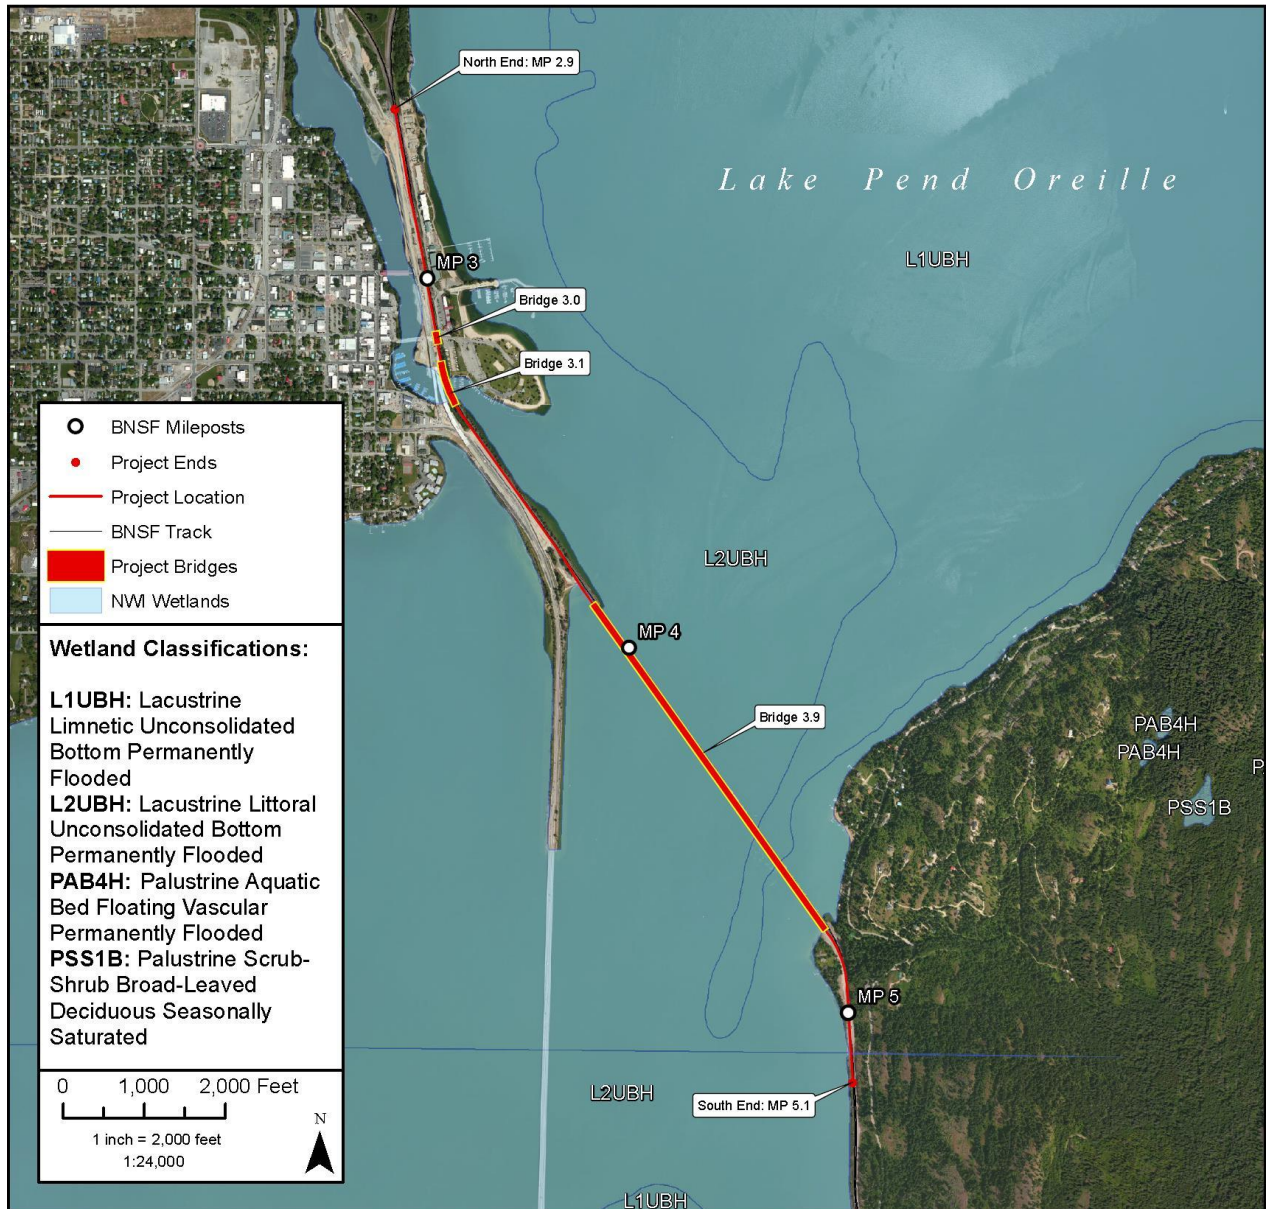 North End: MP 2.9
Lake Pend Oreille
L1UBH
MP 3
Bridge 3.0
Bridge 3.1
BNSF Mileposts
Project Ends
Project Location
BNSF Track
Project Bridges
NWI Wetlands
Wetland Classifications:
L1UBH: Lacustrine
Limnetic Unconsolidated
Bottom Permanently
Flooded
L2UBH: Lacustrine Littoral
Unconsolidated Bottom
Permanently Flooded
PAB4H: Palustrine Aquatic
Bed Floating Vascular
Permanently Flooded
PSS1B: Palustrine Scrub-
Shrub Broad-Leaved
Deciduous Seasonally
Saturated
0 1,000 2,000 Feet
1 inch = 2,000 feet
1:24,000
N
L2UBH
MP 4
Bridge 3.9
PAB4H
PAB4H
P
PSS1B
MP 5
L2UBH
South End: MP 5.1
L1UBH